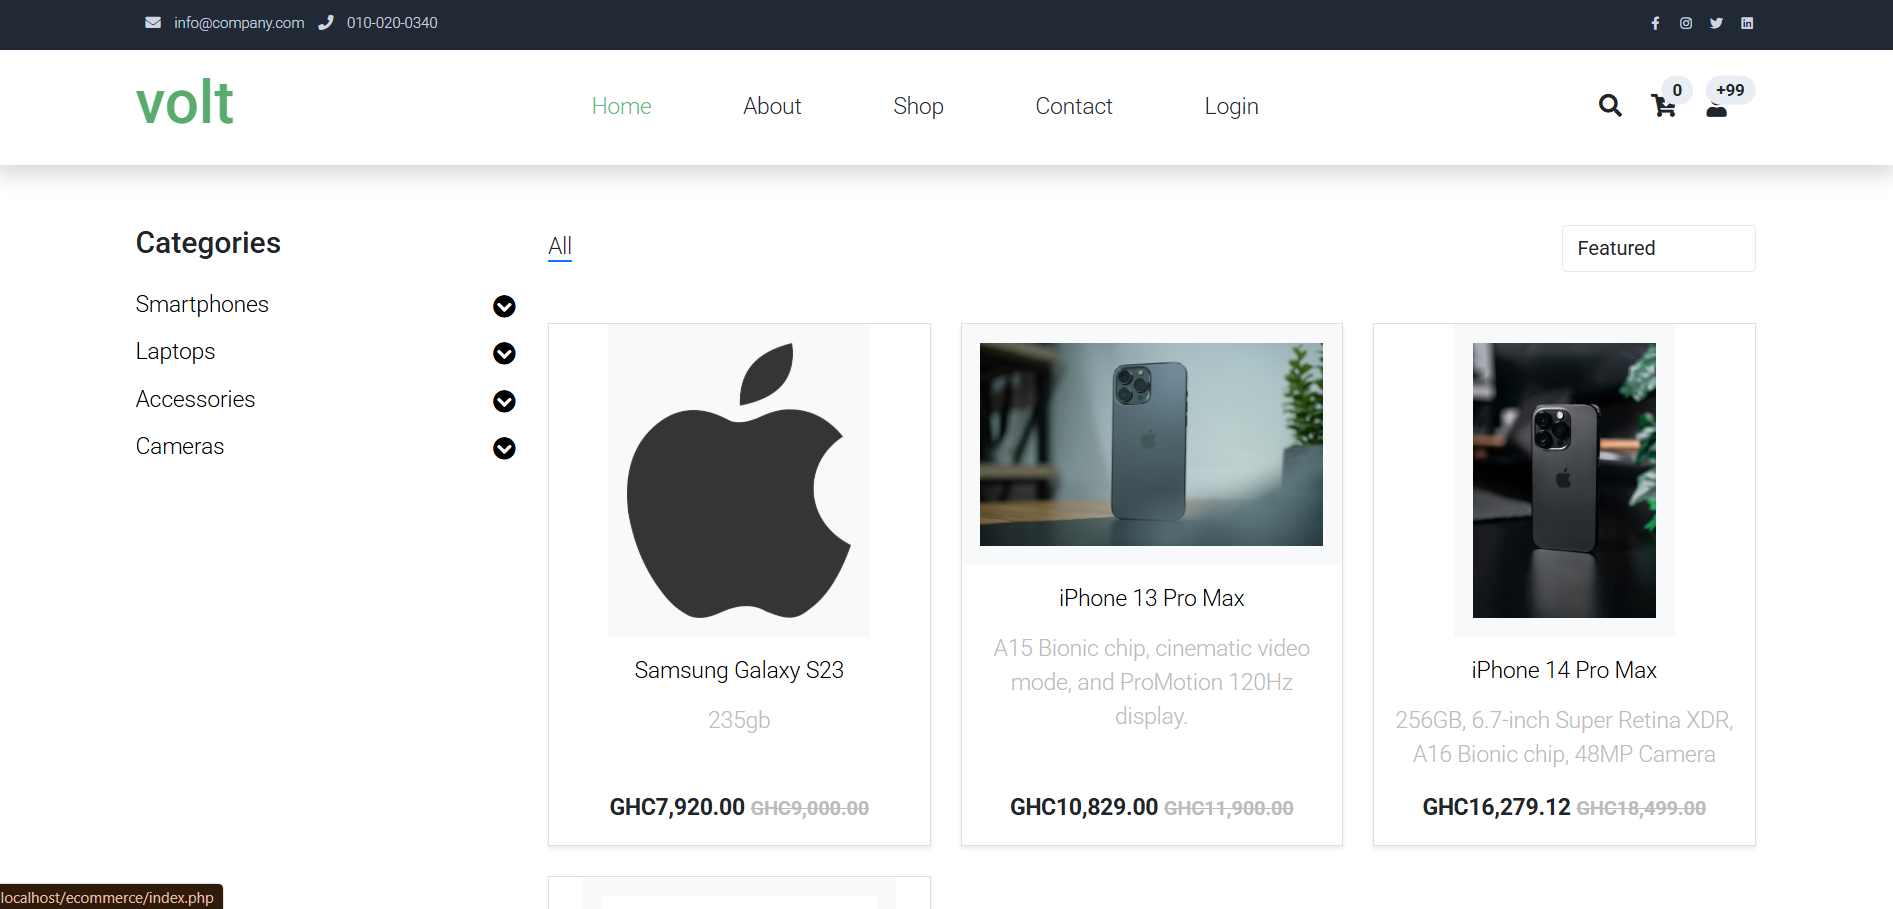 info@company.com 010-020-0340
volt
Home About Shop Contact Login
0 +99
Categories
Smartphones
Laptops
Accessories
Cameras
All
Featured
Samsung Galaxy S23
235gb
GHC7,920.00 GHC9,000.00
iPhone 13 Pro Max
A15 Bionic chip, cinematic video
mode, and ProMotion 120Hz
display.
GHC10,829.00 GHC11,900.00
iPhone 14 Pro Max
256GB, 6.7-inch Super Retina XDR,
A16 Bionic chip, 48MP Camera
GHC16,279.12 GHC18,499.00
localhost/ecommerce/index.php